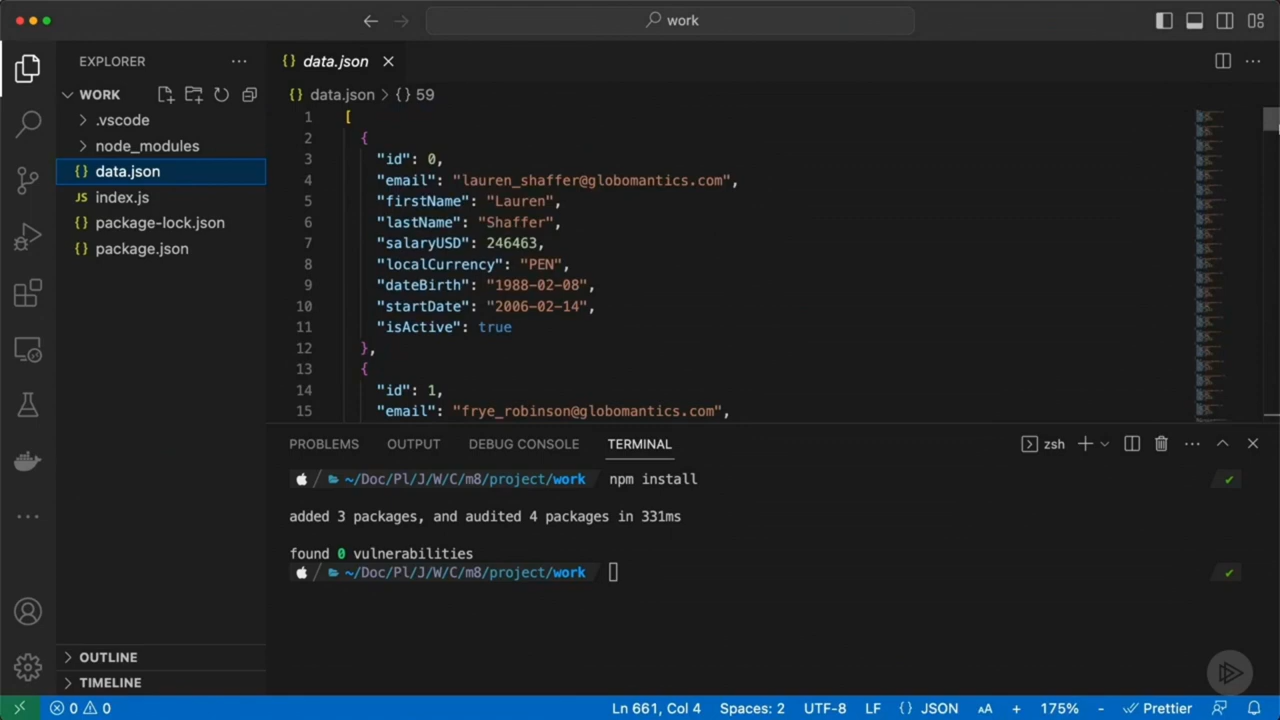 work
EXPLORER
data.json
WORK
data.json > {} 59
.vscode
node_modules
data.json
JS index.js
package-lock.json
package.json
1 [
2 {
3 "id": 0,
4 "email": "lauren_shaffer@globomantics.com",
5 "firstName": "Lauren",
6 "lastName": "Shaffer",
7 "salaryUSD": 246463,
8 "localCurrency": "PEN",
9 "dateBirth": "1988-02-08",
10 "startDate": "2006-02-14",
11 "isActive": true
12 },
13 {
14 "id": 1,
15 "email": "frye_robinson@globomantics.com",
PROBLEMS OUTPUT DEBUG CONSOLE TERMINAL zsh
~/Doc/Pl/J/W/C/m8/project/work npm install
added 3 packages, and audited 4 packages in 331ms
found 0 vulnerabilities
~/Doc/Pl/J/W/C/m8/project/work
OUTLINE
TIMELINE
0 0 Ln 661, Col 4 Spaces: 2 UTF-8 LF {} JSON AA + 175% - Prettier